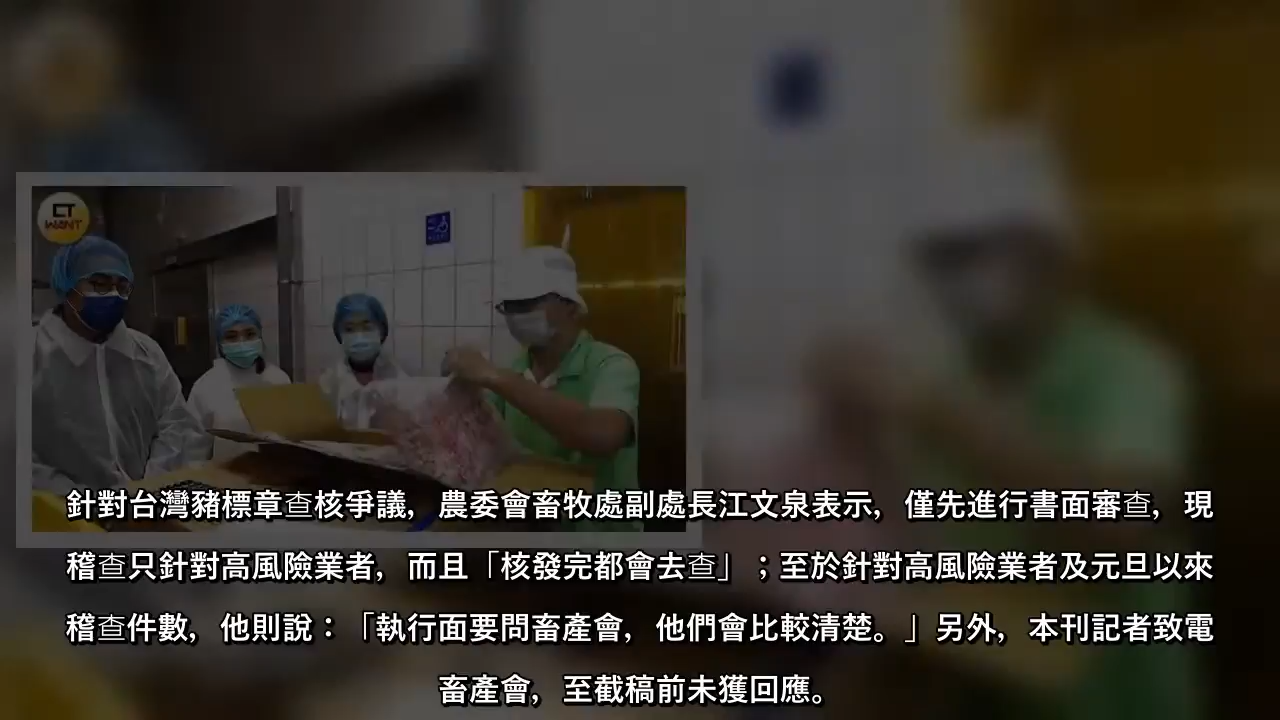 CT
WANT
針對台灣豬標章查核爭議，農委會畜牧處副處長江文泉表示，僅先進行書面審查，現
稽查只針對高風險業者，而且「核發完都會去查」；至於針對高風險業者及元旦以來
稽查件數，他則說：「執行面要問畜產會，他們會比較清楚。」另外，本刊記者致電
畜產會，至截稿前未獲回應。